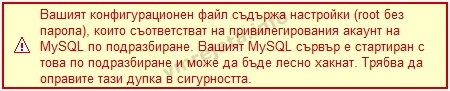 Вашият конфигурационен файл съдържа настройки (root без
парола), които съответстват на привилегирования акаунт на
MySQL по подразбиране. Вашият MySQL сървър е стартиран с
това по подразбиране и може да бъде лесно хакнат. Трябва да
оправите тази дупка в сигурността.